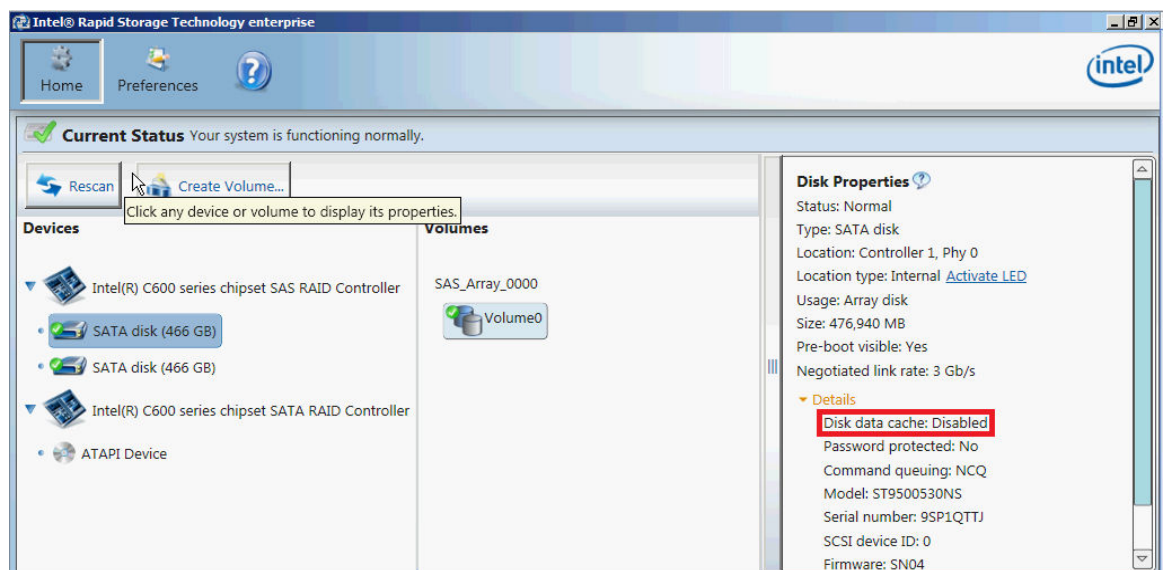 Intel® Rapid Storage Technology enterprise
Home
Preferences
?
intel
Current Status Your system is functioning normally.
Rescan
Create Volume...
Click any device or volume to display its properties.
Devices
Volumes
Intel(R) C600 series chipset SAS RAID Controller
SATA disk (466 GB)
SATA disk (466 GB)
Intel(R) C600 series chipset SATA RAID Controller
ATAPI Device
SAS_Array_0000
Volume0
Disk Properties ?
Status: Normal
Type: SATA disk
Location: Controller 1, Phy 0
Location type: Internal Activate LED
Usage: Array disk
Size: 476,940 MB
Pre-boot visible: Yes
Negotiated link rate: 3 Gb/s
Details
Disk data cache: Disabled
Password protected: No
Command queuing: NCQ
Model: ST9500530NS
Serial number: 9SP1QTTJ
SCSI device ID: 0
Firmware: SN04